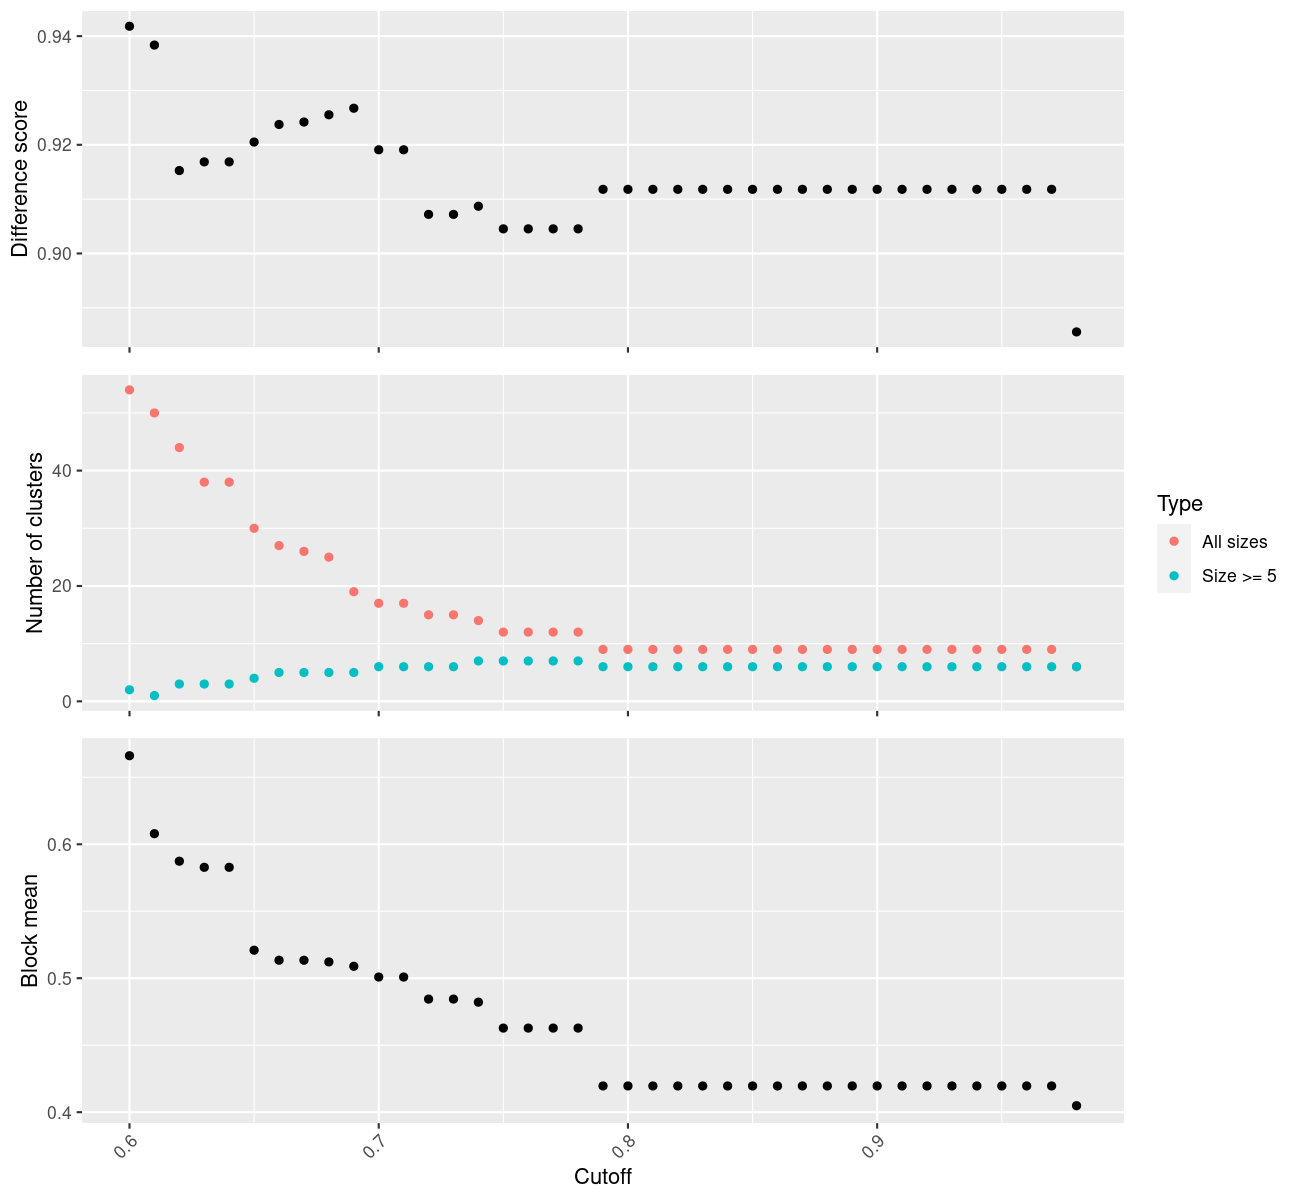 Difference score
0.94
0.92
0.90
Number of clusters
40
20
0
Type
All sizes
Size >= 5
Block mean
0.6
0.5
0.4
0.6 0.7 0.8 0.9
Cutoff